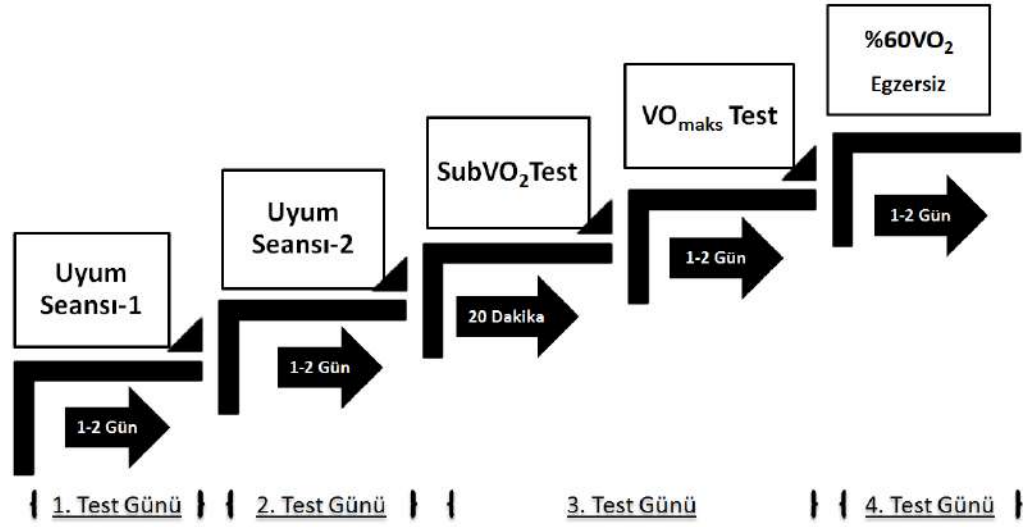 %60VO₂
Egzersiz
VOmaks Test
SubVO₂Test
Uyum
Seansı-2
Uyum
Seansı-1
1-2 Gün
1-2 Gün
20 Dakika
1-2 Gün
1-2 Gün
1. Test Günü
2. Test Günü
3. Test Günü
4. Test Günü